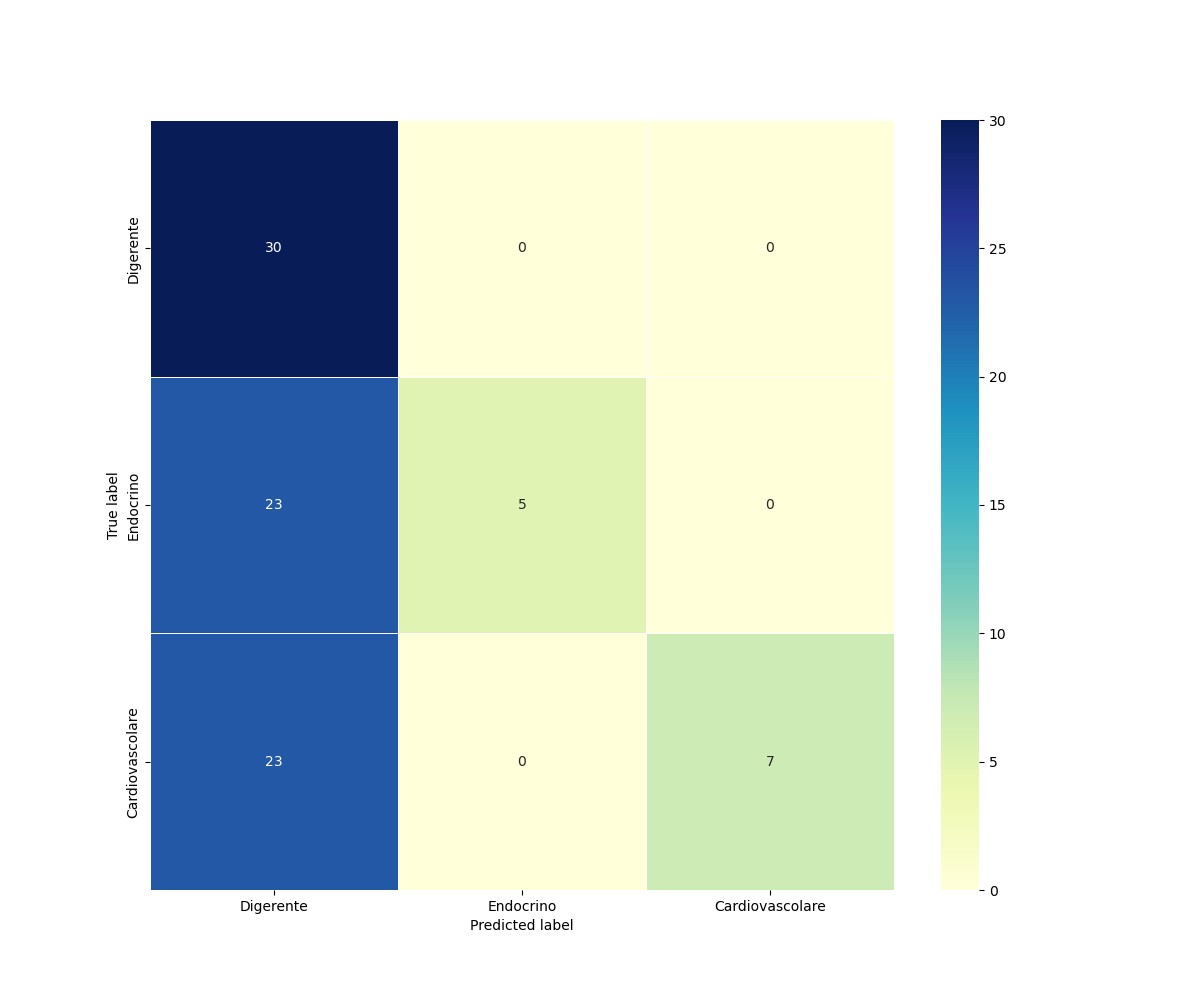 True label
Digerente
30 0 0
Endocrino
23 5 0
Cardiovascolare
23 0 7
Digerente Endocrino Cardiovascolare
Predicted label
30
25
20
15
10
5
0